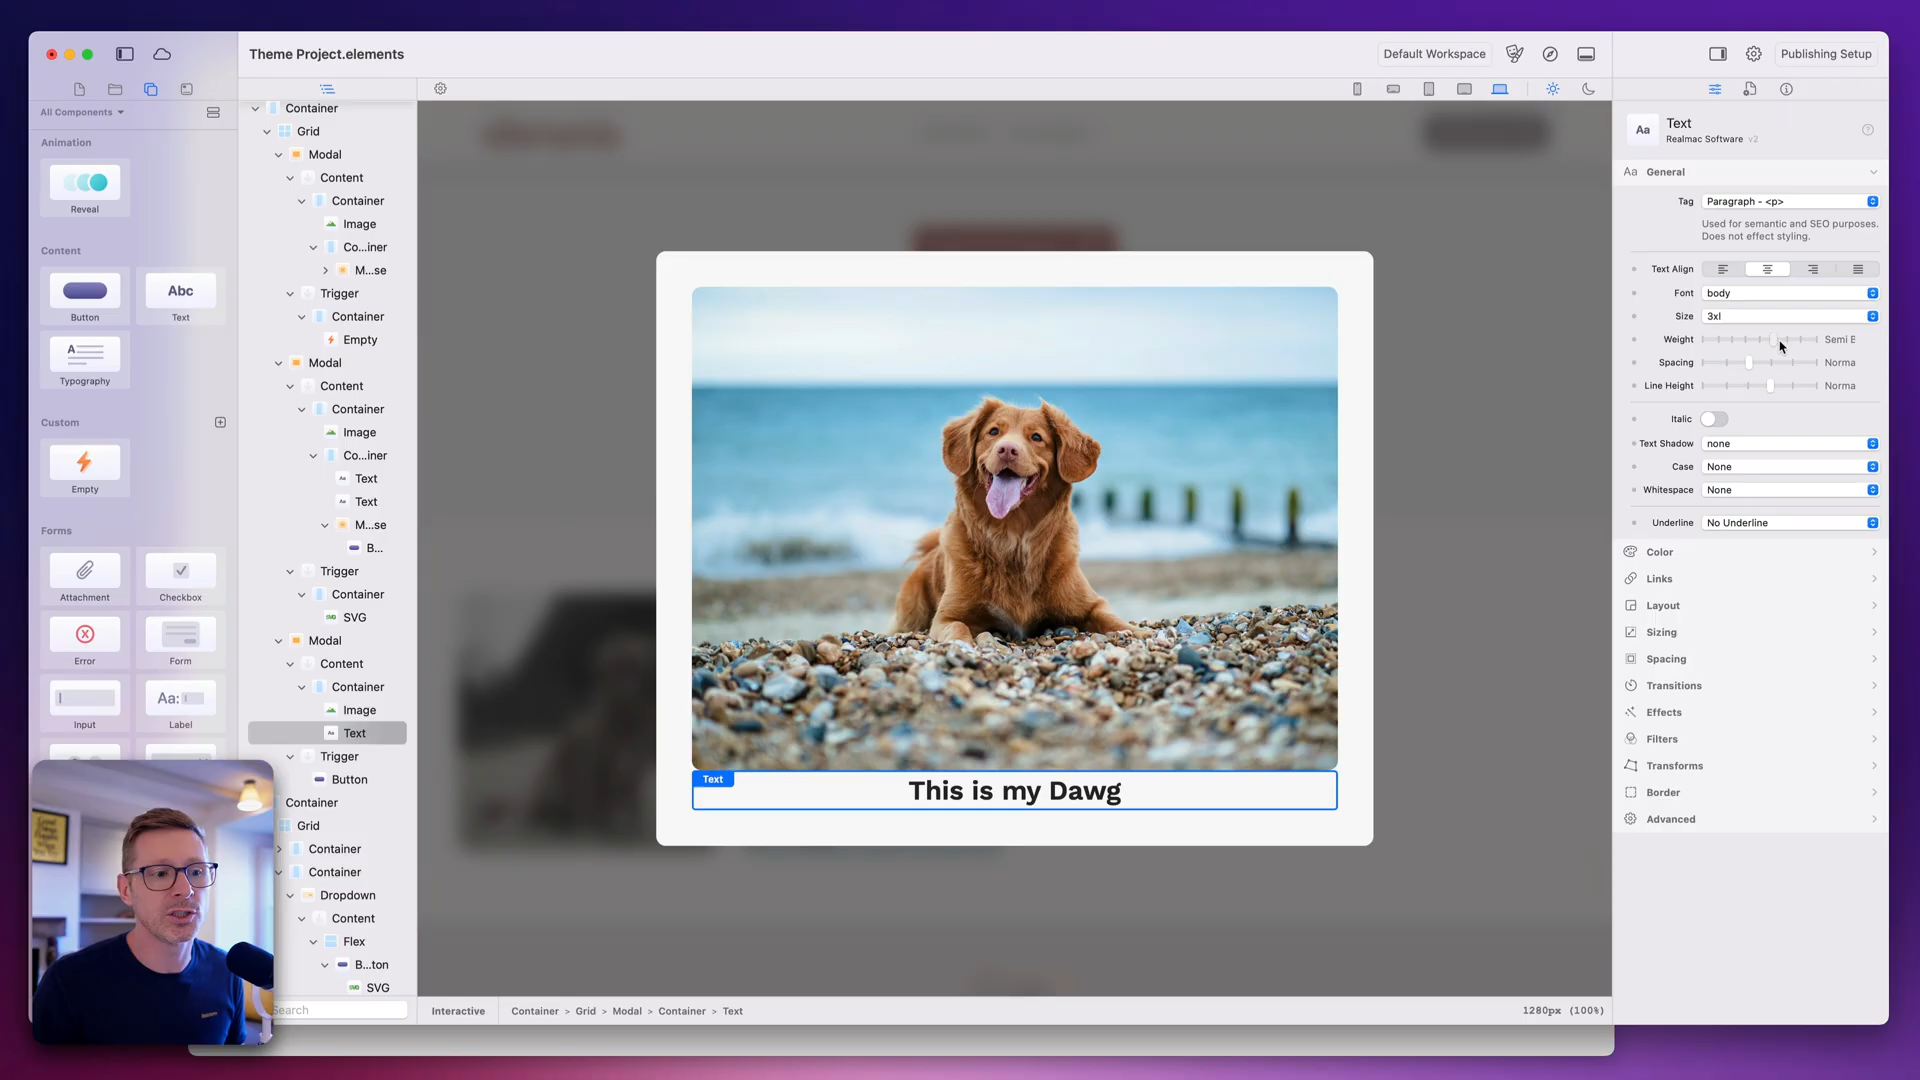 Theme Project.elements
Default Workspace
Publishing Setup
All Components
Animation
Reveal
Content
Button
Abc
Text
A
Typography
Custom
Empty
Forms
Attachment
Checkbox
Error
Form
Input
Aa:
Label
Container
Grid
Modal
Content
Container
Image
Co...iner
M...se
Trigger
Container
Empty
Modal
Content
Container
Image
Co...iner
Aa Text
Aa Text
M...se
B...
Trigger
Container
SVG SVG
Modal
Content
Container
Image
Aa Text
Trigger
Button
Container
Grid
Container
Container
Dropdown
Content
Flex
B...ton
SVG SVG
Search
Text
This is my Dawg
Interactive
Container > Grid > Modal > Container > Text
1280px (100%)
Aa
Text
Realmac Software v2
?
Aa General
Tag
Paragraph - <p>
Used for semantic and SEO purposes.
Does not effect styling.
Text Align
Font body
Size 3xl
Weight Semi B
Spacing Norma
Line Height Norma
Italic
Text Shadow none
Case None
Whitespace None
Underline No Underline
Color
Links
Layout
Sizing
Spacing
Transitions
Effects
Filters
Transforms
Border
Advanced